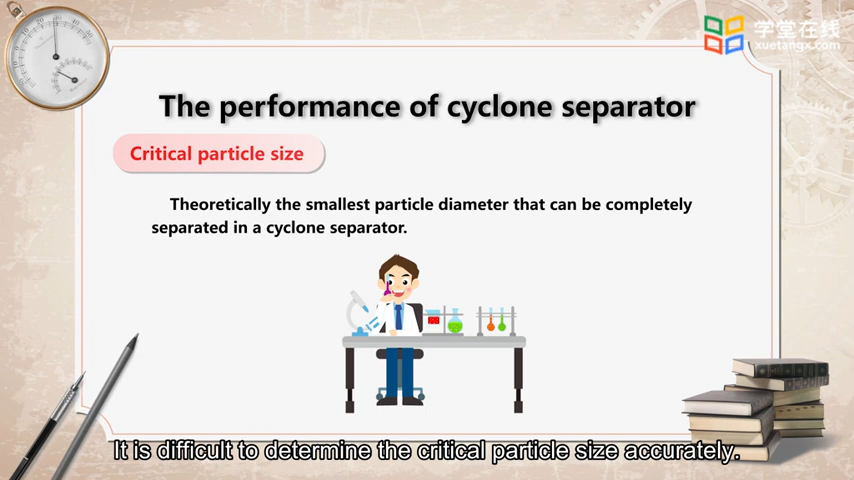 学堂在线
xuetangx.com
The performance of cyclone separator
Critical particle size
Theoretically the smallest particle diameter that can be completely
separated in a cyclone separator.
It is difficult to determine the critical particle size accurately.